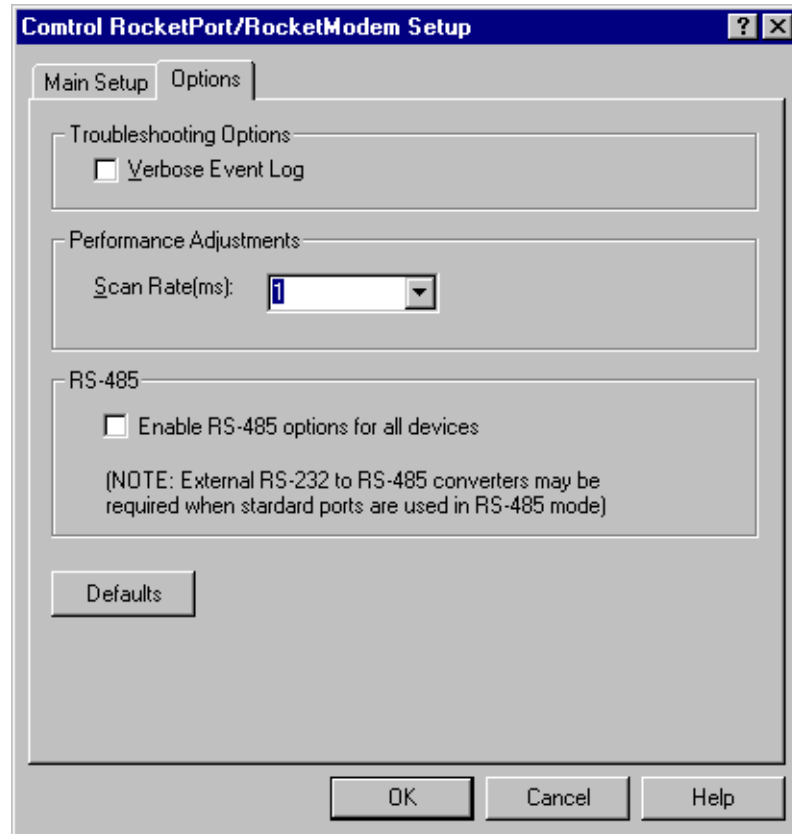 Comtrol RocketPort/RocketModem Setup
Main Setup Options
Troubleshooting Options
Verbose Event Log
Performance Adjustments
Scan Rate(ms): 1
RS-485
Enable RS-485 options for all devices
(NOTE: External RS-232 to RS-485 converters may be
required when stardard ports are used in RS-485 mode)
Defaults
OK Cancel Help